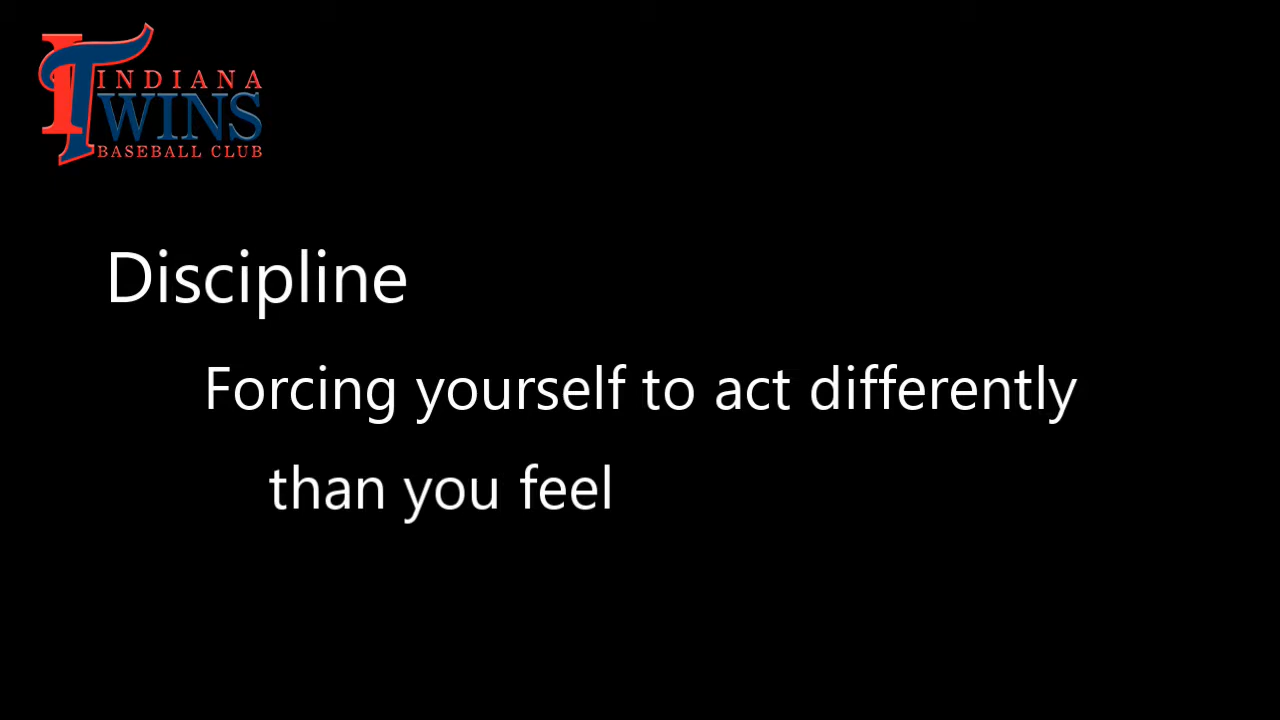 INDIANA
TWINS
BASEBALL CLUB
Discipline
Forcing yourself to act differently
than you feel